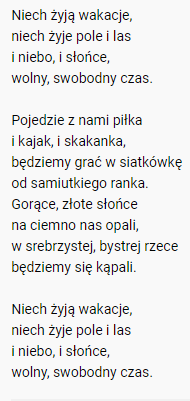 Niech żyją wakacje,
niech żyje pole i las
i niebo, i słońce,
wolny, swobodny czas.

Pojedzie z nami piłka
i kajak, i skakanka,
będziemy grać w siatkówkę
od samiutkiego ranka.
Gorące, złote słońce
na ciemno nas opali,
w srebrzystej, bystrej rzece
będziemy się kąpali.

Niech żyją wakacje,
niech żyje pole i las
i niebo, i słońce,
wolny, swobodny czas.